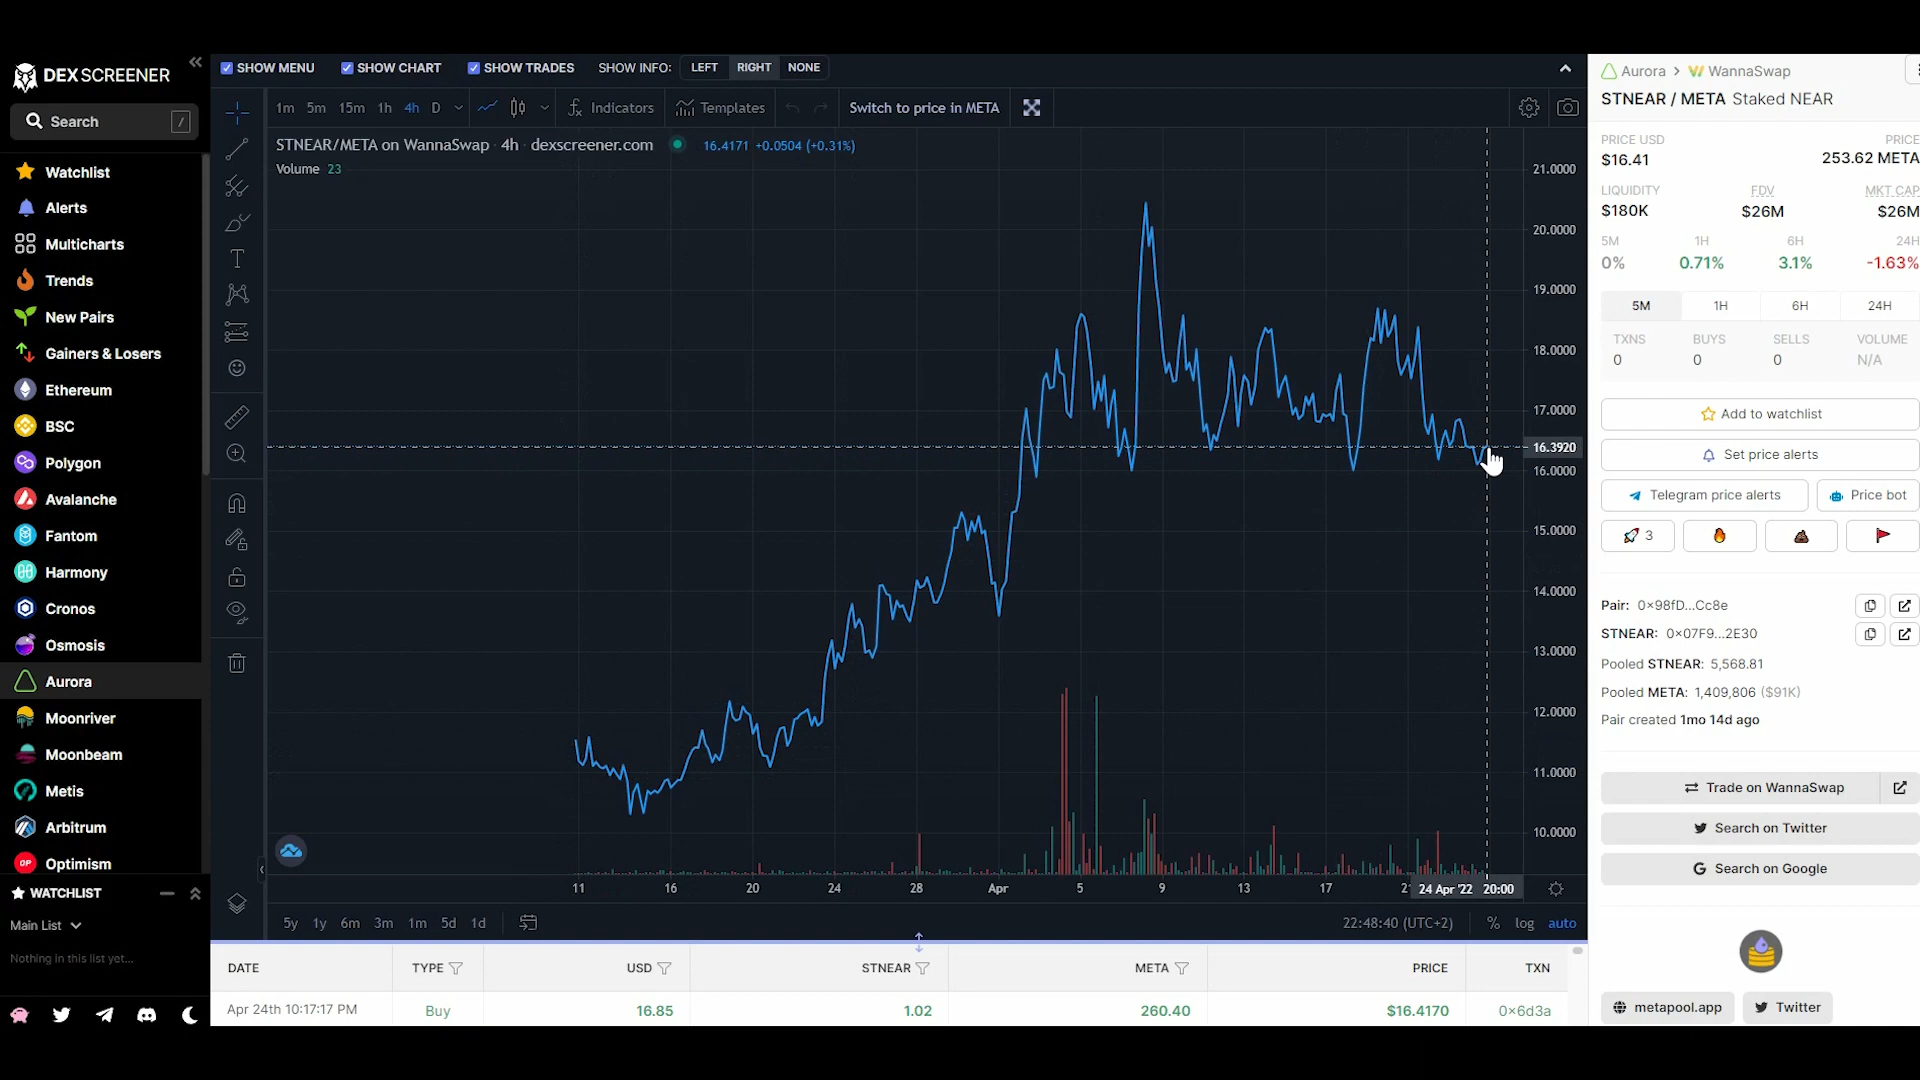 DEX SCREENER
Search /
Watchlist
Alerts
Multicharts
Trends
New Pairs
Gainers & Losers
Ethereum
BSC
Polygon
Avalanche
Fantom
Harmony
Cronos
Osmosis
Aurora
Moonriver
Moonbeam
Metis
Arbitrum
OP Optimism
WATCHLIST
Main List
Nothing in this list yet...
SHOW MENU SHOW CHART SHOW TRADES SHOW INFO: LEFT RIGHT NONE
1m 5m 15m 1h 4h D Indicators Templates Switch to price in META
STNEAR/META on WannaSwap · 4h · dexscreener.com 16.4171 +0.0504 (+0.31%)
Volume 23
21.0000
20.0000
19.0000
18.0000
17.0000
16.3920
16.0000
15.0000
14.0000
13.0000
12.0000
11.0000
10.0000
11 16 20 24 28 Apr 5 9 13 17 24 Apr '22 20:00
5y 1y 6m 3m 1m 5d 1d 22:48:40 (UTC+2) % log auto
DATE TYPE USD STNEAR META PRICE TXN
Apr 24th 10:17:17 PM Buy 16.85 1.02 260.40 $16.4170 0x6d3a
Aurora > WannaSwap
STNEAR / META Staked NEAR
PRICE USD PRICE
$16.41 253.62 META
LIQUIDITY FDV MKT CAP
$180K $26M $26M
5M 1H 6H 24H
0% 0.71% 3.1% -1.63%
5M 1H 6H 24H
TXNS BUYS SELLS VOLUME
0 0 0 N/A
Add to watchlist
Set price alerts
Telegram price alerts Price bot
3
Pair: 0x98fD...Cc8e
STNEAR: 0x07F9...2E30
Pooled STNEAR: 5,568.81
Pooled META: 1,409,806 ($91K)
Pair created 1mo 14d ago
Trade on WannaSwap
Search on Twitter
Search on Google
metapool.app Twitter